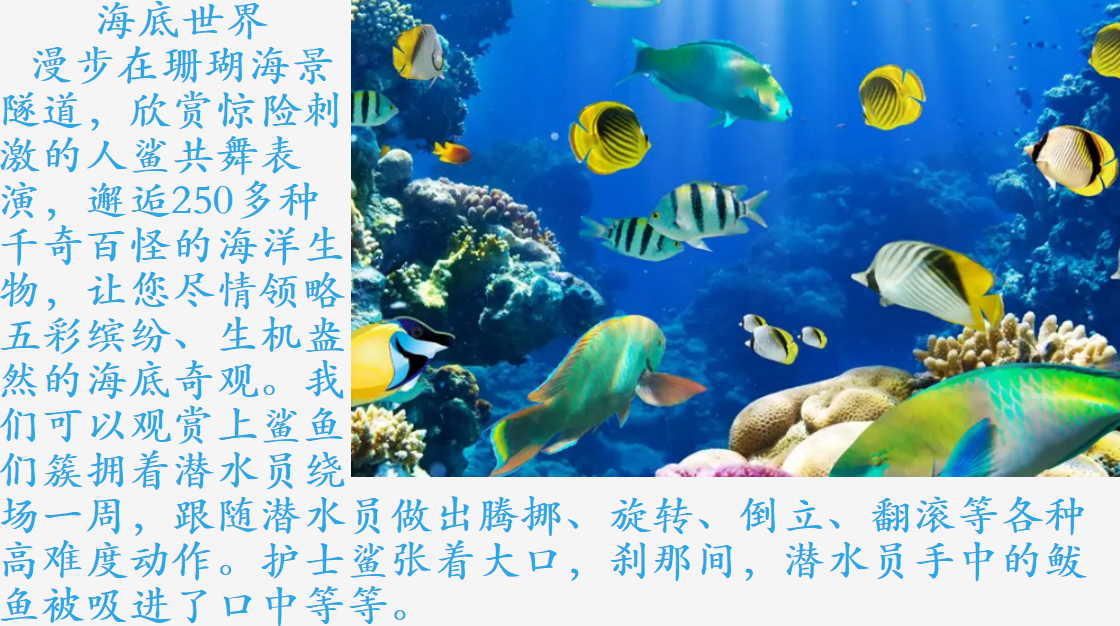 海底世界
漫步在珊瑚海景
隧道，欣赏惊险刺
激的人鲨共舞表
演，邂逅250多种
千奇百怪的海洋生
物，让您尽情领略
五彩缤纷、生机盎
然的海底奇观。我
们可以观赏上鲨鱼
们簇拥着潜水员绕
场一周，跟随潜水员做出腾挪、旋转、倒立、翻滚等各种
高难度动作。护士鲨张着大口，刹那间，潜水员手中的鲅
鱼被吸进了口中等等。